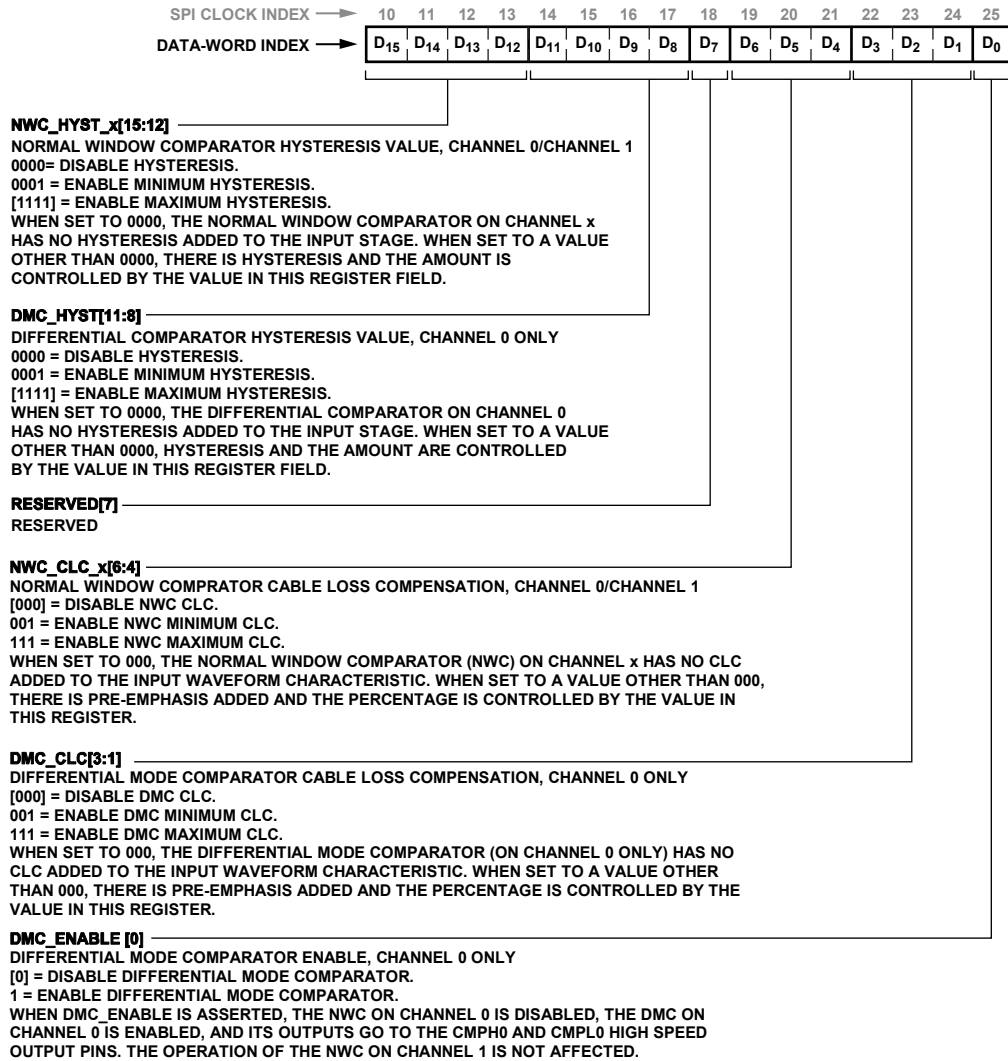 SPI CLOCK INDEX 10 11 12 13 14 15 16 17 18 19 20 21 22 23 24 25
DATA-WORD INDEX D15 D14 D13 D12 D11 D10 D9 D8 D7 D6 D5 D4 D3 D2 D1 D0
NWC_HYST_x[15:12]
NORMAL WINDOW COMPARATOR HYSTERESIS VALUE, CHANNEL 0/CHANNEL 1
0000= DISABLE HYSTERESIS.
0001 = ENABLE MINIMUM HYSTERESIS.
[1111] = ENABLE MAXIMUM HYSTERESIS.
WHEN SET TO 0000, THE NORMAL WINDOW COMPARATOR ON CHANNEL x
HAS NO HYSTERESIS ADDED TO THE INPUT STAGE. WHEN SET TO A VALUE
OTHER THAN 0000, THERE IS HYSTERESIS AND THE AMOUNT IS
CONTROLLED BY THE VALUE IN THIS REGISTER FIELD.
DMC_HYST[11:8]
DIFFERENTIAL COMPARATOR HYSTERESIS VALUE, CHANNEL 0 ONLY
0000 = DISABLE HYSTERESIS.
0001 = ENABLE MINIMUM HYSTERESIS.
[1111] = ENABLE MAXIMUM HYSTERESIS.
WHEN SET TO 0000, THE DIFFERENTIAL COMPARATOR ON CHANNEL 0
HAS NO HYSTERESIS ADDED TO THE INPUT STAGE. WHEN SET TO A VALUE
OTHER THAN 0000, HYSTERESIS AND THE AMOUNT ARE CONTROLLED
BY THE VALUE IN THIS REGISTER FIELD.
RESERVED[7]
RESERVED
NWC_CLC_x[6:4]
NORMAL WINDOW COMPRATOR CABLE LOSS COMPENSATION, CHANNEL 0/CHANNEL 1
[000] = DISABLE NWC CLC.
001 = ENABLE NWC MINIMUM CLC.
111 = ENABLE NWC MAXIMUM CLC.
WHEN SET TO 000, THE NORMAL WINDOW COMPARATOR (NWC) ON CHANNEL x HAS NO CLC
ADDED TO THE INPUT WAVEFORM CHARACTERISTIC. WHEN SET TO A VALUE OTHER THAN 000,
THERE IS PRE-EMPHASIS ADDED AND THE PERCENTAGE IS CONTROLLED BY THE VALUE IN
THIS REGISTER.
DMC_CLC[3:1]
DIFFERENTIAL MODE COMPARATOR CABLE LOSS COMPENSATION, CHANNEL 0 ONLY
[000] = DISABLE DMC CLC.
001 = ENABLE DMC MINIMUM CLC.
111 = ENABLE DMC MAXIMUM CLC.
WHEN SET TO 000, THE DIFFERENTIAL MODE COMPARATOR (ON CHANNEL 0 ONLY) HAS NO
CLC ADDED TO THE INPUT WAVEFORM CHARACTERISTIC. WHEN SET TO A VALUE OTHER
THAN 000, THERE IS PRE-EMPHASIS ADDED AND THE PERCENTAGE IS CONTROLLED BY THE
VALUE IN THIS REGISTER.
DMC_ENABLE [0]
DIFFERENTIAL MODE COMPARATOR ENABLE, CHANNEL 0 ONLY
[0] = DISABLE DIFFERENTIAL MODE COMPARATOR.
1 = ENABLE DIFFERENTIAL MODE COMPARATOR.
WHEN DMC_ENABLE IS ASSERTED, THE NWC ON CHANNEL 0 IS DISABLED, THE DMC ON
CHANNEL 0 IS ENABLED, AND ITS OUTPUTS GO TO THE CMPH0 AND CMPL0 HIGH SPEED
OUTPUT PINS. THE OPERATION OF THE NWC ON CHANNEL 1 IS NOT AFFECTED.